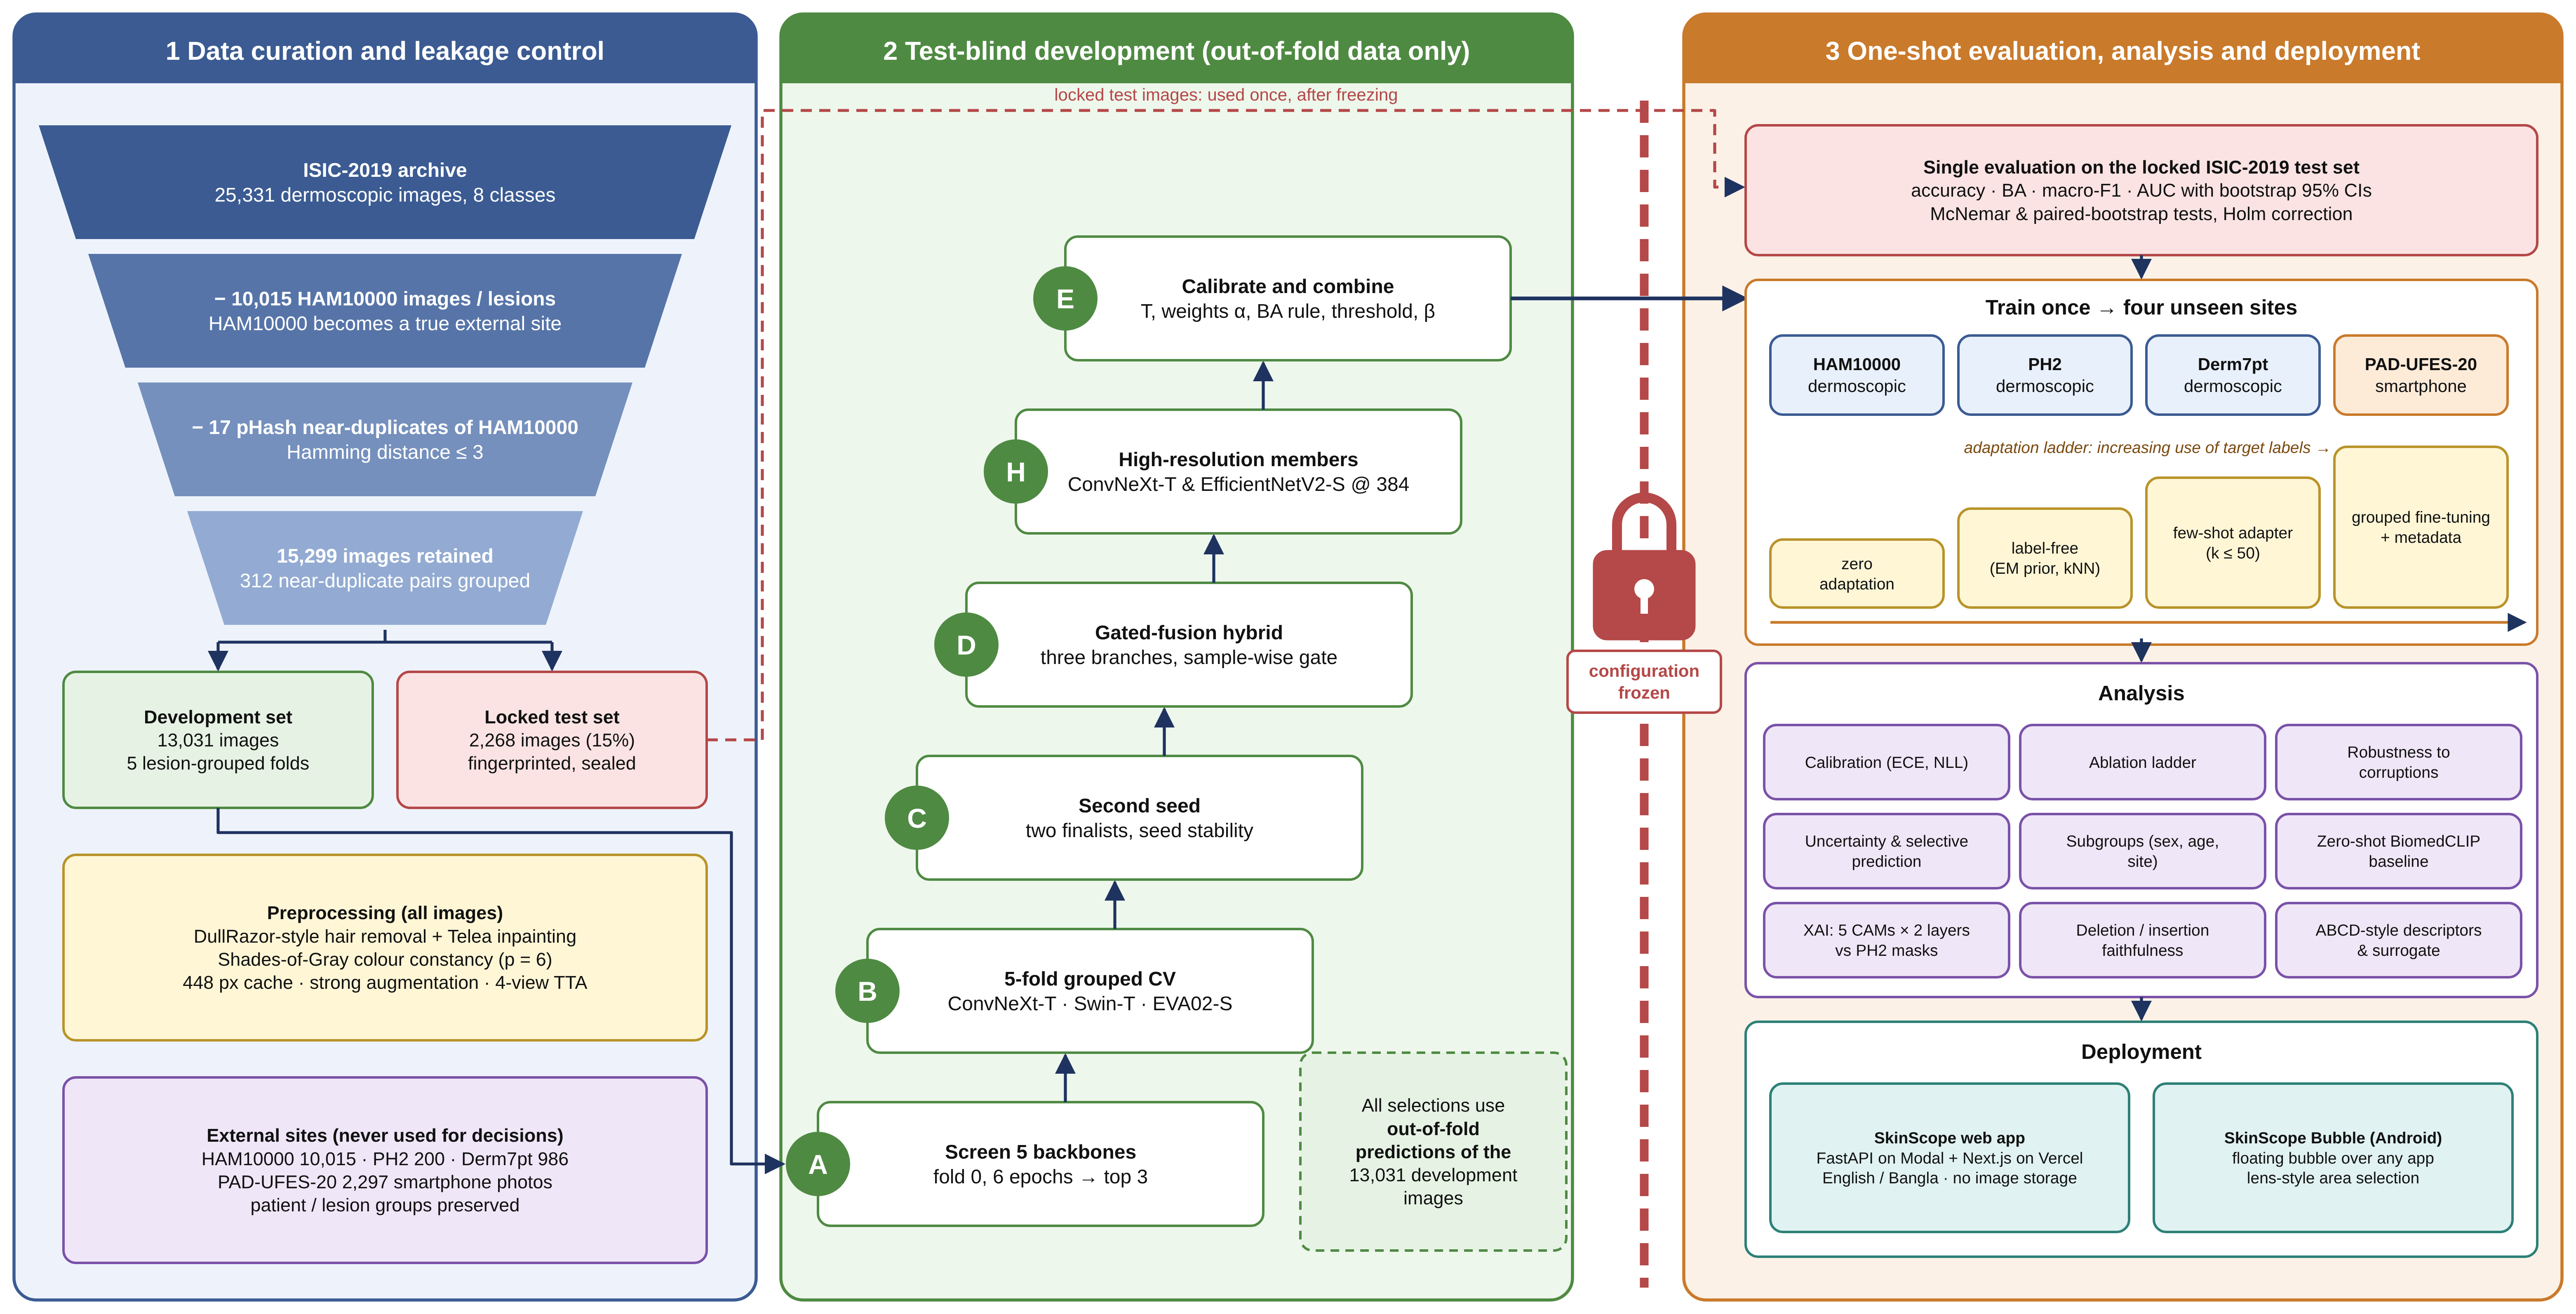 1 Data curation and leakage control
ISIC-2019 archive
25,331 dermoscopic images, 8 classes
− 10,015 HAM10000 images / lesions
HAM10000 becomes a true external site
− 17 pHash near-duplicates of HAM10000
Hamming distance ≤ 3
15,299 images retained
312 near-duplicate pairs grouped
Development set
13,031 images
5 lesion-grouped folds
Locked test set
2,268 images (15%)
fingerprinted, sealed
Preprocessing (all images)
DullRazor-style hair removal + Telea inpainting
Shades-of-Gray colour constancy (p = 6)
448 px cache · strong augmentation · 4-view TTA
External sites (never used for decisions)
HAM10000 10,015 · PH2 200 · Derm7pt 986
PAD-UFES-20 2,297 smartphone photos
patient / lesion groups preserved
2 Test-blind development (out-of-fold data only)
locked test images: used once, after freezing
E
Calibrate and combine
T, weights α, BA rule, threshold, β
H
High-resolution members
ConvNeXt-T & EfficientNetV2-S @ 384
D
Gated-fusion hybrid
three branches, sample-wise gate
C
Second seed
two finalists, seed stability
B
5-fold grouped CV
ConvNeXt-T · Swin-T · EVA02-S
A
Screen 5 backbones
fold 0, 6 epochs → top 3
All selections use
out-of-fold
predictions of the
13,031 development
images
configuration
frozen
3 One-shot evaluation, analysis and deployment
Single evaluation on the locked ISIC-2019 test set
accuracy · BA · macro-F1 · AUC with bootstrap 95% CIs
McNemar & paired-bootstrap tests, Holm correction
Train once → four unseen sites
HAM10000
dermoscopic
PH2
dermoscopic
Derm7pt
dermoscopic
PAD-UFES-20
smartphone
adaptation ladder: increasing use of target labels →
zero
adaptation
label-free
(EM prior, kNN)
few-shot adapter
(k ≤ 50)
grouped fine-tuning
+ metadata
Analysis
Calibration (ECE, NLL)
Ablation ladder
Robustness to
corruptions
Uncertainty & selective
prediction
Subgroups (sex, age,
site)
Zero-shot BiomedCLIP
baseline
XAI: 5 CAMs × 2 layers
vs PH2 masks
Deletion / insertion
faithfulness
ABCD-style descriptors
& surrogate
Deployment
SkinScope web app
FastAPI on Modal + Next.js on Vercel
English / Bangla · no image storage
SkinScope Bubble (Android)
floating bubble over any app
lens-style area selection